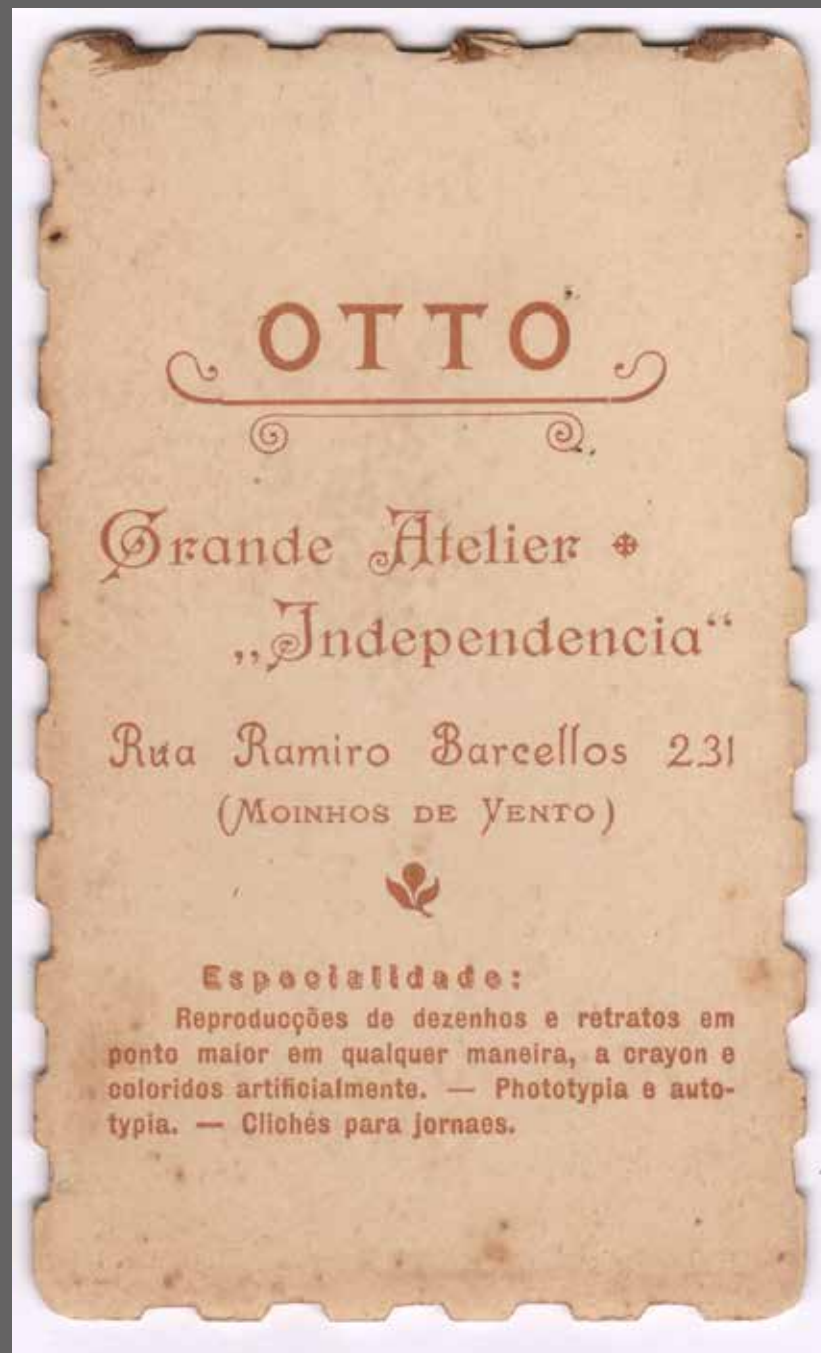 OTTO
Grande Atelier
„Independencia“
Rua Ramiro Barcellos 231
(MOINHOS DE VENTO)
Especialidade:
Reproducções de dezenhos e retratos em
ponto maior em qualquer maneira, a crayon e
coloridos artificialmente. — Phototypia e auto-
typia. — Clichés para jornaes.